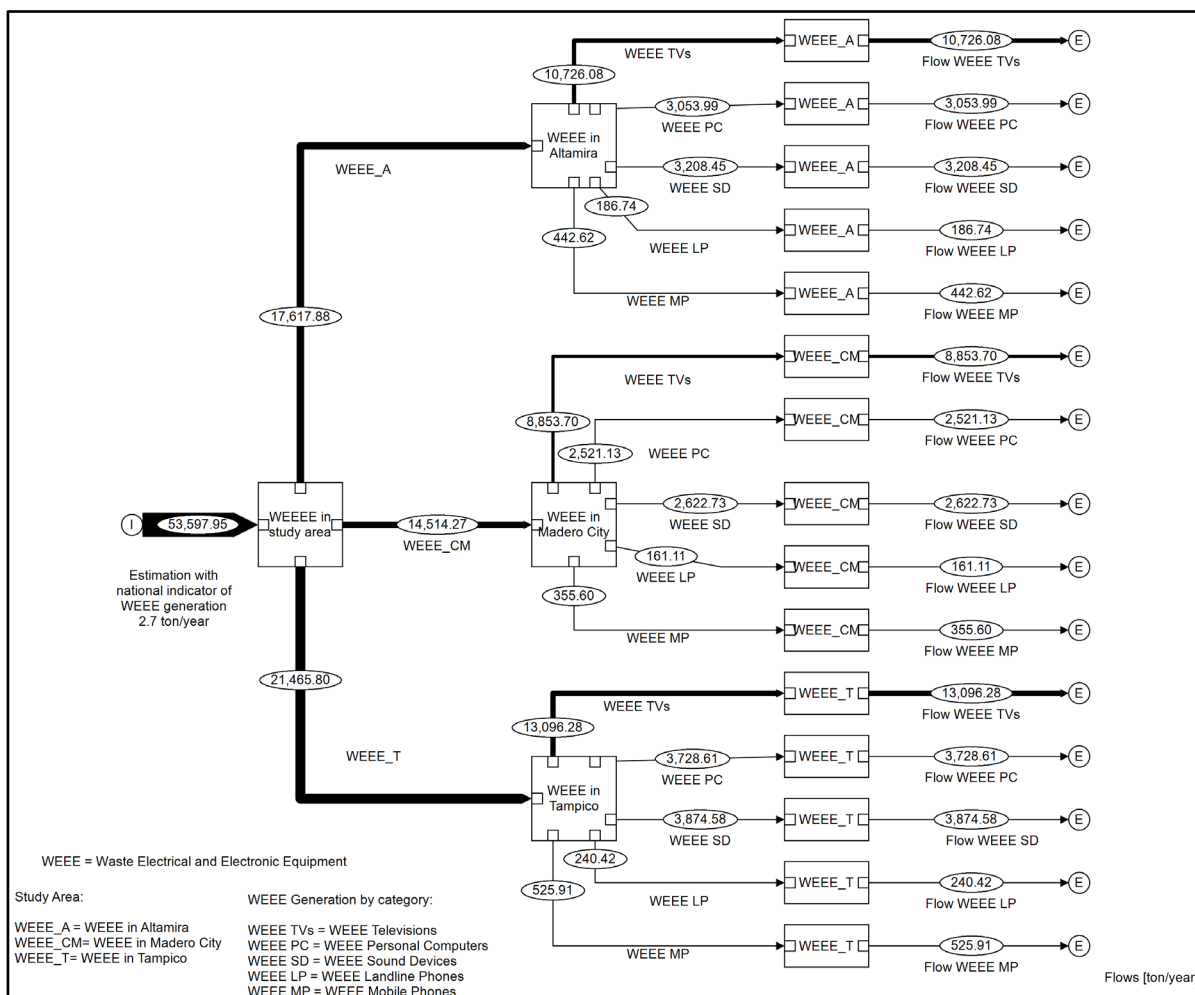 WEEE TVs
10,726.08
WEEE_A
10,726.08
E
Flow WEEE TVs
WEEE in
Altamira
3,053.99
WEEE PC
WEEE_A
3,053.99
E
Flow WEEE PC
WEEE_A
3,208.45
WEEE SD
WEEE_A
3,208.45
E
Flow WEEE SD
186.74
WEEE LP
WEEE_A
186.74
E
Flow WEEE LP
442.62
WEEE MP
WEEE_A
442.62
E
Flow WEEE MP
17,617.88
WEEE TVs
8,853.70
WEEE_CM
8,853.70
E
Flow WEEE TVs
2,521.13
WEEE PC
WEEE_CM
2,521.13
E
Flow WEEE PC
I
53,597.95
WEEEE in
study area
14,514.27
WEEE_CM
WEEE in
Madero City
2,622.73
WEEE SD
WEEE_CM
2,622.73
E
Flow WEEE SD
161.11
WEEE LP
WEEE_CM
161.11
E
Flow WEEE LP
355.60
WEEE MP
WEEE_CM
355.60
E
Flow WEEE MP
Estimation with
national indicator of
WEEE generation
2.7 ton/year
21,465.80
WEEE_T
WEEE TVs
13,096.28
WEEE_T
13,096.28
E
Flow WEEE TVs
WEEE in
Tampico
3,728.61
WEEE PC
WEEE_T
3,728.61
E
Flow WEEE PC
3,874.58
WEEE SD
WEEE_T
3,874.58
E
Flow WEEE SD
240.42
WEEE LP
WEEE_T
240.42
E
Flow WEEE LP
525.91
WEEE MP
WEEE_T
525.91
E
Flow WEEE MP
WEEE = Waste Electrical and Electronic Equipment
Study Area:
WEEE_A = WEEE in Altamira
WEEE_CM= WEEE in Madero City
WEEE_T= WEEE in Tampico
WEEE Generation by category:
WEEE TVs = WEEE Televisions
WEEE PC = WEEE Personal Computers
WEEE SD = WEEE Sound Devices
WEEE LP = WEEE Landline Phones
WEEE MP = WEEE Mobile Phones
Flows [ton/year